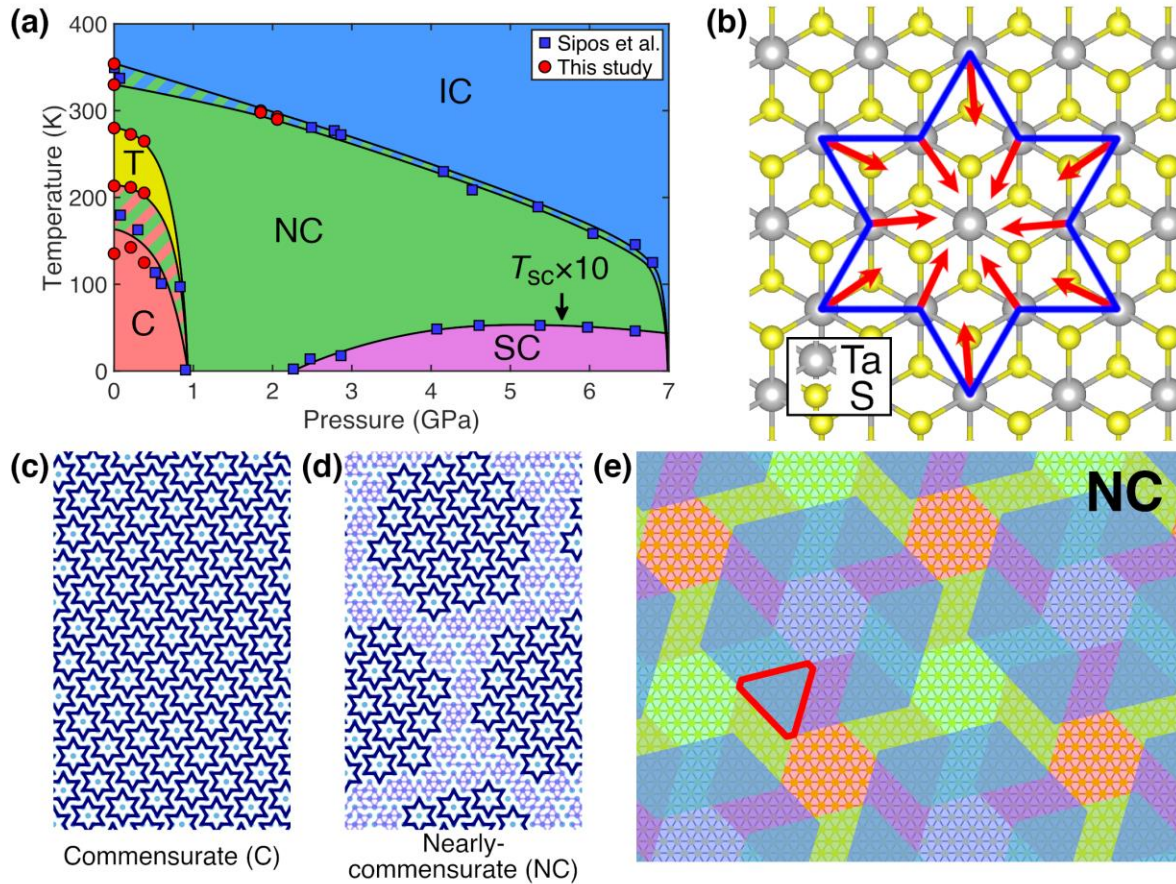 (a)
400
300
200
100
0
Temperature (K)
0 1 2 3 4 5 6 7
Pressure (GPa)
Sipos et al.
This study
IC
T
NC
C
T_SC×10
SC
(b)
Ta
S
(c)
Commensurate (C)
(d)
Nearly-
commensurate (NC)
(e)
NC